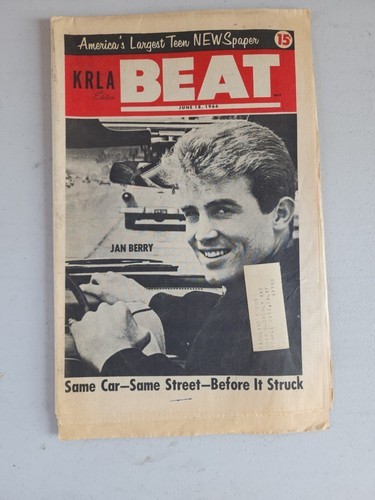 America's Largest Teen NEWSpaper
15¢
KRLA
Edition
BEAT
JUNE 18, 1966
JAN BERRY
Same Car—Same Street—Before It Struck